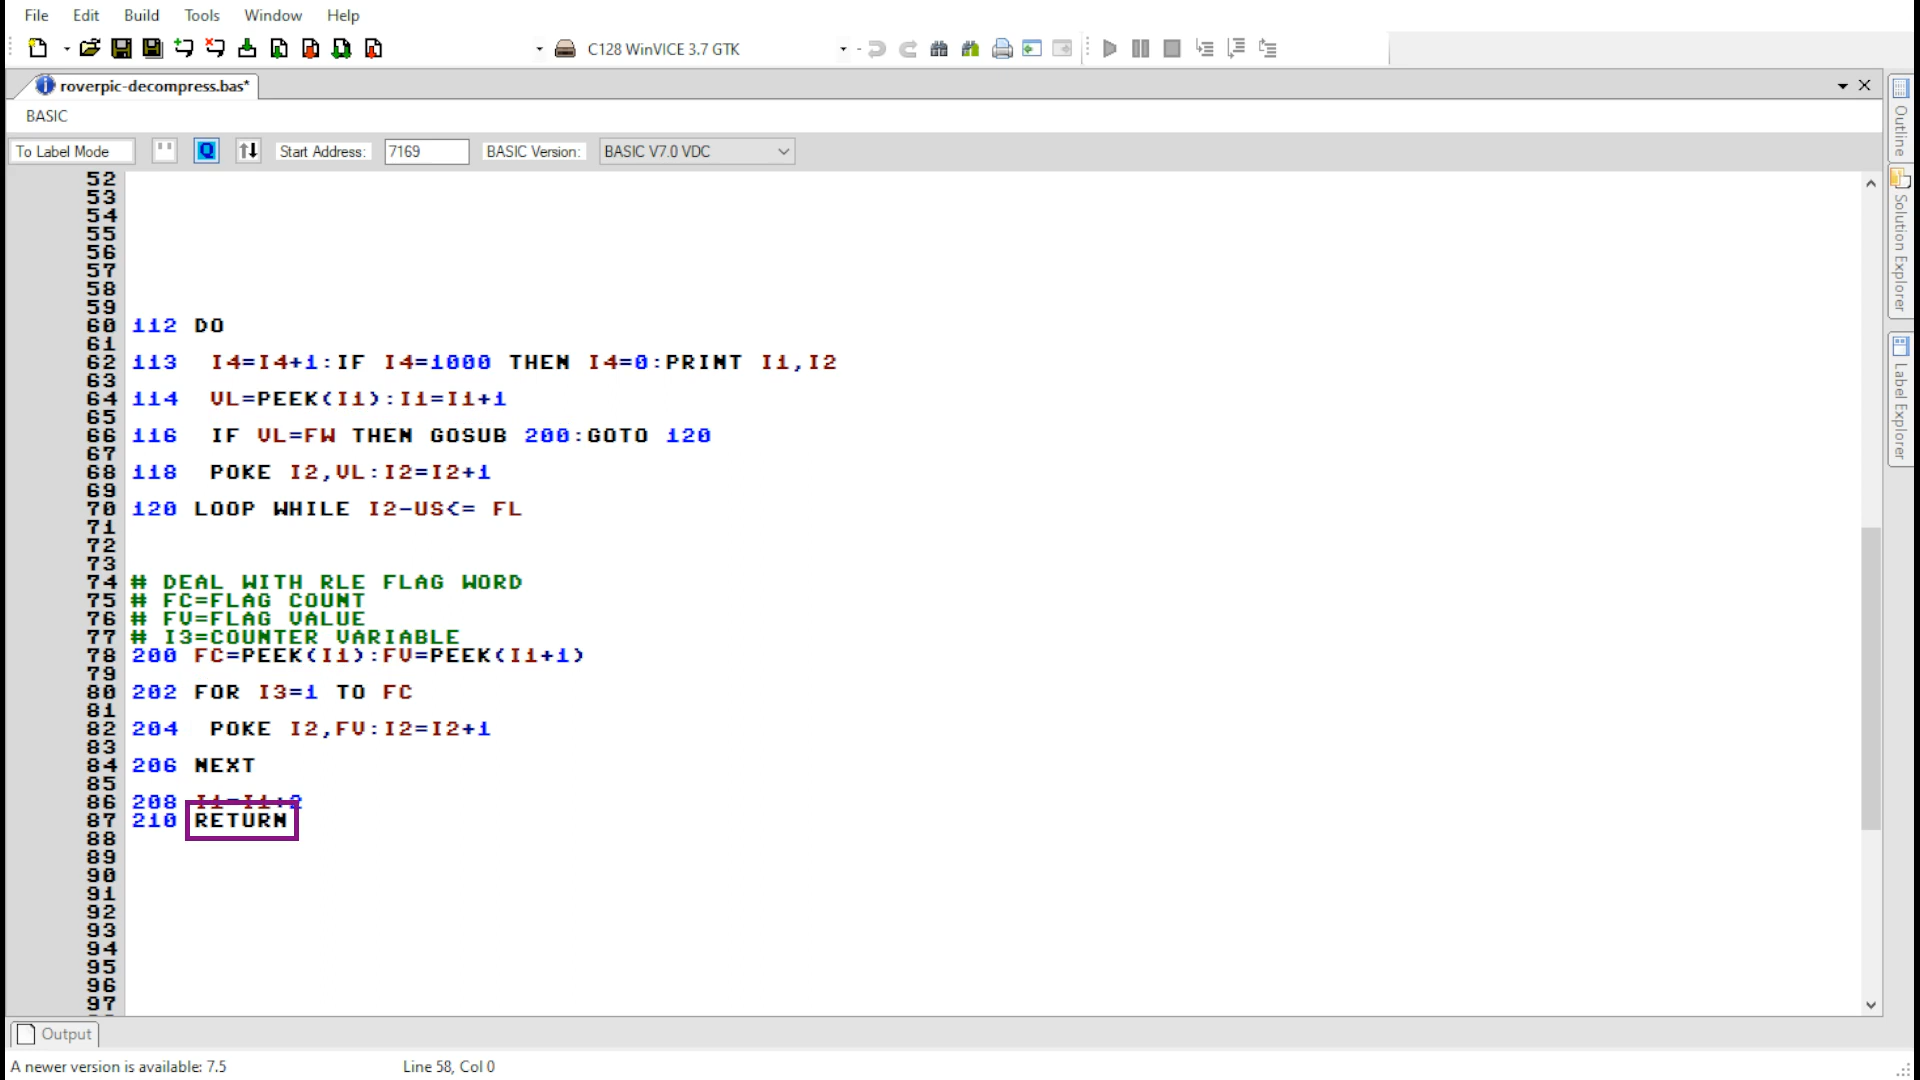 File Edit Build Tools Window Help
C128 WinVICE 3.7 GTK
roverpic-decompress.bas*
BASIC
To Label Mode " Q Start Address: 7169 BASIC Version: BASIC V7.0 VDC
52
53
54
55
56
57
58
59
60 112 DO
61
62 113 I4=I4+1:IF I4=1000 THEN I4=0:PRINT I1,I2
63
64 114 VL=PEEK(I1):I1=I1+1
65
66 116 IF VL=FW THEN GOSUB 200:GOTO 120
67
68 118 POKE I2,VL:I2=I2+1
69
70 120 LOOP WHILE I2-US<= FL
71
72
73
74 # DEAL WITH RLE FLAG WORD
75 # FC=FLAG COUNT
76 # FV=FLAG VALUE
77 # I3=COUNTER VARIABLE
78 200 FC=PEEK(I1):FV=PEEK(I1+1)
79
80 202 FOR I3=1 TO FC
81
82 204 POKE I2,FV:I2=I2+1
83
84 206 NEXT
85
86 208 I1=I1+2
87 210 RETURN
88
89
90
91
92
93
94
95
96
97
Outline
Solution Explorer
Label Explorer
Output
A newer version is available: 7.5 Line 58, Col 0